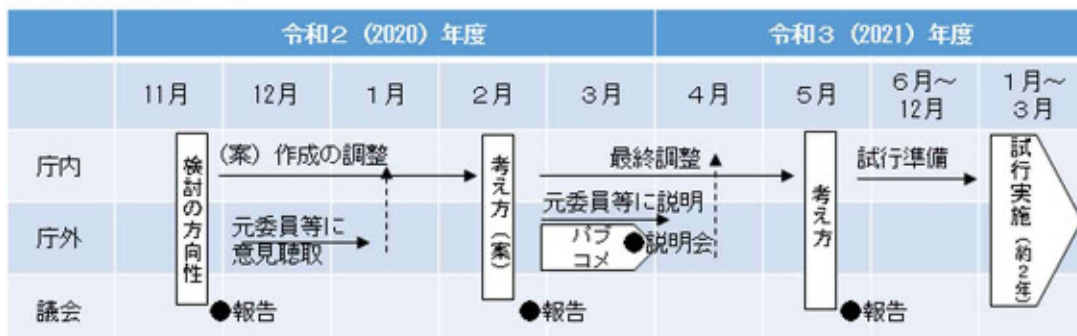 令和２（2020）年度
令和３（2021）年度
11月
12月
１月
２月
３月
４月
５月
６月～
12月
１月～
３月
庁内
庁外
議会
検討の方向性
（案）作成の調整
元委員等に
意見聴取
●報告
考え方（案）
最終調整
元委員等に説明
パブ
コメ
●説明会
●報告
考え方
試行準備
●報告
試行実施（約２年）